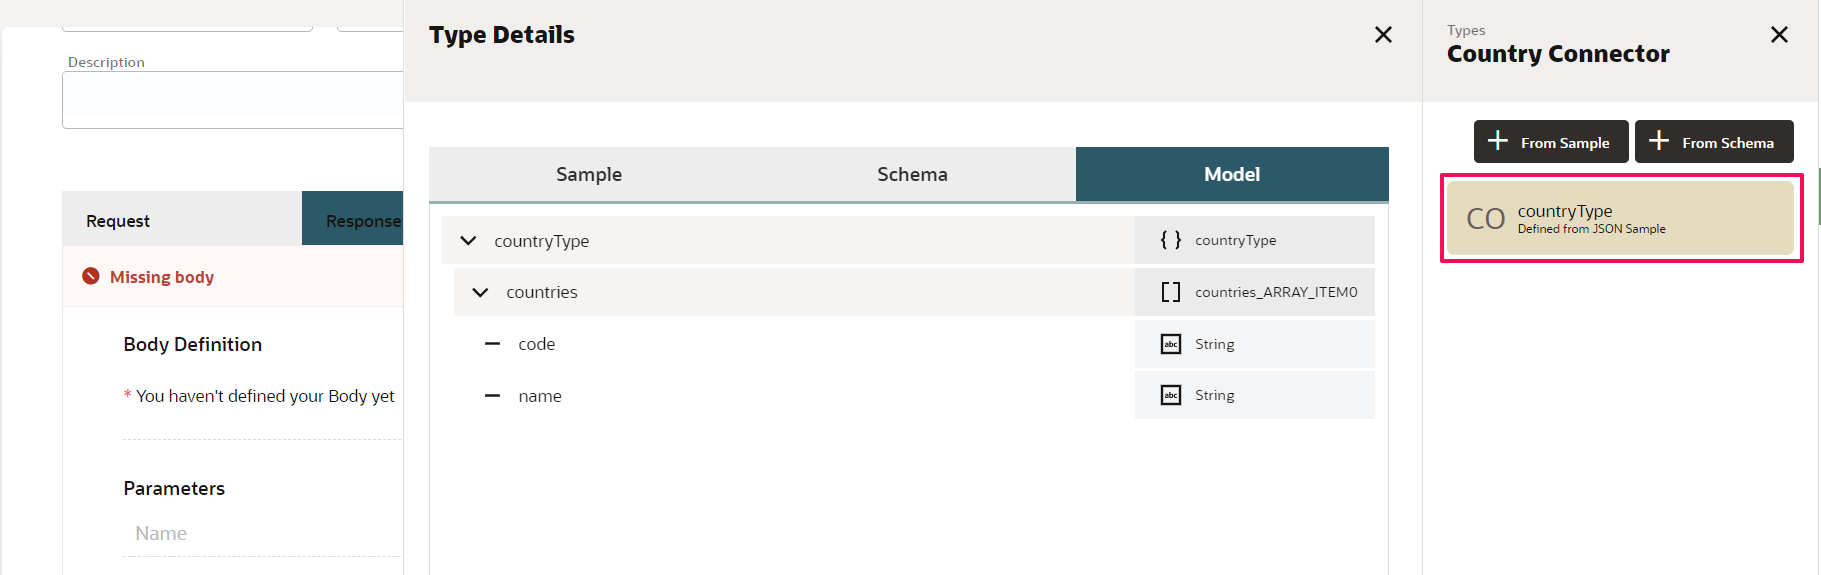 Description
Request
Response
Missing body
Body Definition
* You haven't defined your Body yet
Parameters
Name
Type Details
Sample
Schema
Model
countryType
{ } countryType
countries
[ ] countries_ARRAY_ITEM0
code
abc String
name
abc String
Types
Country Connector
+ From Sample
+ From Schema
CO
countryType
Defined from JSON Sample